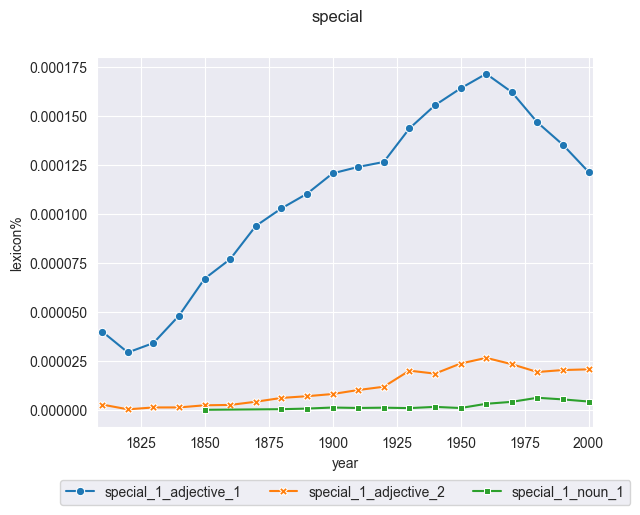 special
0.000175
0.000150
0.000125
0.000100
0.000075
0.000050
0.000025
0.000000
lexicon%
1825 1850 1875 1900 1925 1950 1975 2000
year
special_1_adjective_1 special_1_adjective_2 special_1_noun_1